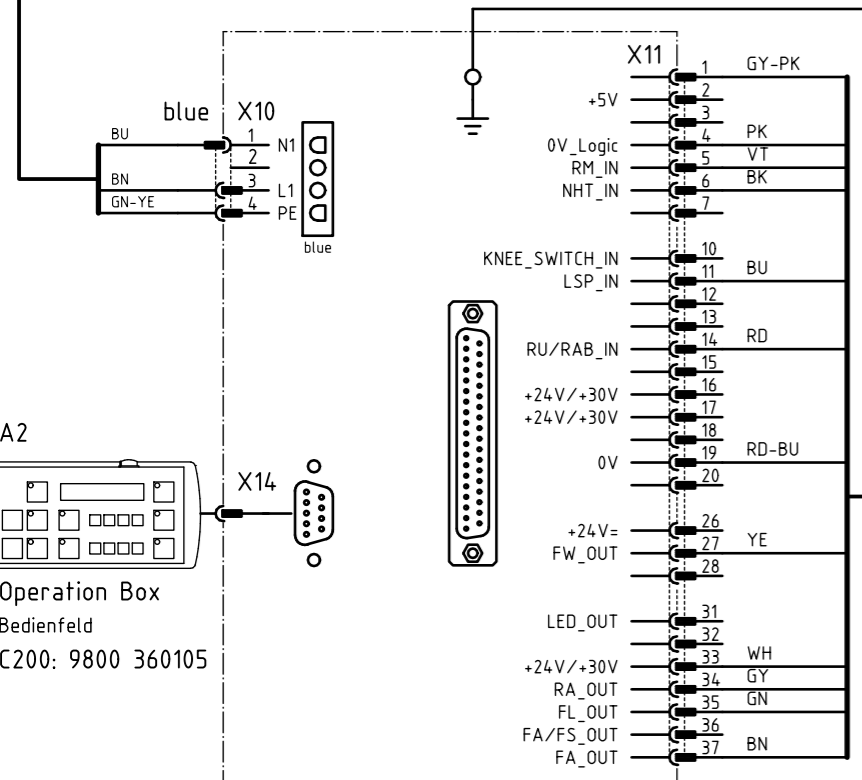 blue X10
BU 1 N1
2
BN 3 L1
GN-YE 4 PE
blue
X11
1 GY-PK
+5V 2
3
0V_Logic 4 PK
RM_IN 5 VT
NHT_IN 6 BK
7
KNEE_SWITCH_IN 10
LSP_IN 11 BU
12
13
RU/RAB_IN 14 RD
15
+24V/+30V 16
+24V/+30V 17
18
0V 19 RD-BU
20
+24V= 26
FW_OUT 27 YE
28
LED_OUT 31
32
+24V/+30V 33 WH
RA_OUT 34 GY
FL_OUT 35 GN
FA/FS_OUT 36
FA_OUT 37 BN
A2
X14
Operation Box
Bedienfeld
C200: 9800 360105